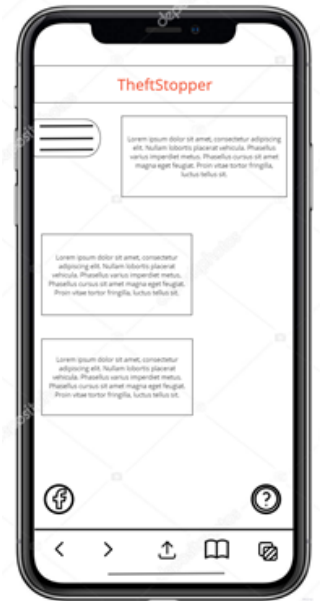 TheftStopper
Lorem ipsum dolor sit amet, consectetur adipiscing
elit. Nullam lobortis placerat vehicula. Phasellus
varius imperdiet metus. Phasellus cursus sit amet
magna eget feugiat. Proin vitae tortor fringilla,
luctus tellus sit.
Lorem ipsum dolor sit amet, consectetur
adipiscing elit. Nullam lobortis placerat
vehicula. Phasellus varius imperdiet metus.
Phasellus cursus sit amet magna eget feugiat.
Proin vitae tortor fringilla, luctus tellus sit.
Lorem ipsum dolor sit amet, consectetur
adipiscing elit. Nullam lobortis placerat
vehicula. Phasellus varius imperdiet metus.
Phasellus cursus sit amet magna eget feugiat.
Proin vitae tortor fringilla, luctus tellus sit.